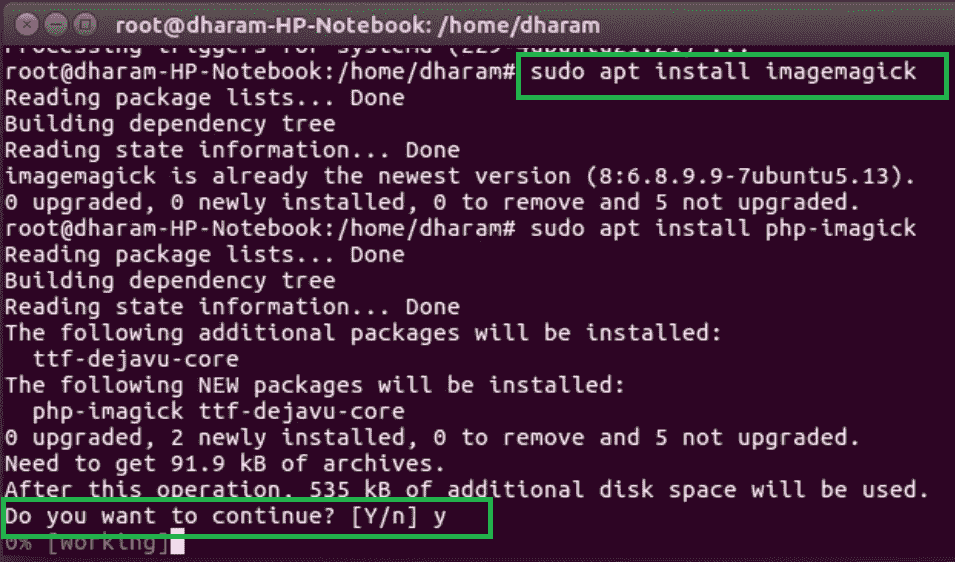 root@dharam-HP-Notebook: /home/dharam
Processing triggers for systemd (229-4ubuntu21.21) ...
root@dharam-HP-Notebook:/home/dharam# sudo apt install imagemagick
Reading package lists... Done
Building dependency tree
Reading state information... Done
imagemagick is already the newest version (8:6.8.9.9-7ubuntu5.13).
0 upgraded, 0 newly installed, 0 to remove and 5 not upgraded.
root@dharam-HP-Notebook:/home/dharam# sudo apt install php-imagick
Reading package lists... Done
Building dependency tree
Reading state information... Done
The following additional packages will be installed:
  ttf-dejavu-core
The following NEW packages will be installed:
  php-imagick ttf-dejavu-core
0 upgraded, 2 newly installed, 0 to remove and 5 not upgraded.
Need to get 91.9 kB of archives.
After this operation, 535 kB of additional disk space will be used.
Do you want to continue? [Y/n] y
0% [Working]